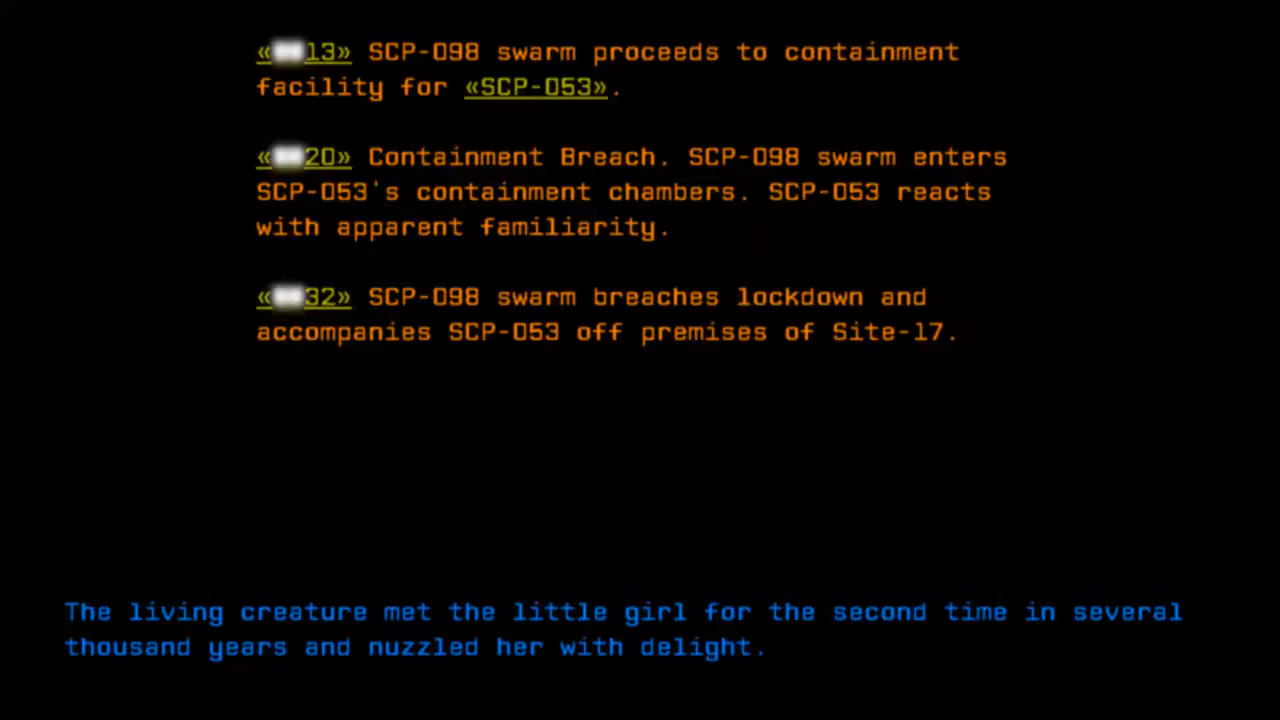 «██13» SCP-098 swarm proceeds to containment
facility for «SCP-053».
«██20» Containment Breach. SCP-098 swarm enters
SCP-053's containment chambers. SCP-053 reacts
with apparent familiarity.
«██32» SCP-098 swarm breaches lockdown and
accompanies SCP-053 off premises of Site-17.
The living creature met the little girl for the second time in several
thousand years and nuzzled her with delight.